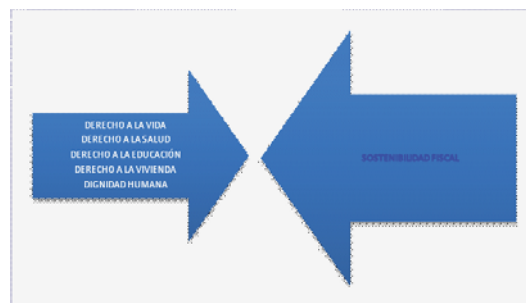 DERECHO A LA VIDA
DERECHO A LA SALUD
DERECHO A LA EDUCACIÓN
DERECHO A LA VIVIENDA
DIGNIDAD HUMANA
SOSTENIBILIDAD FISCAL